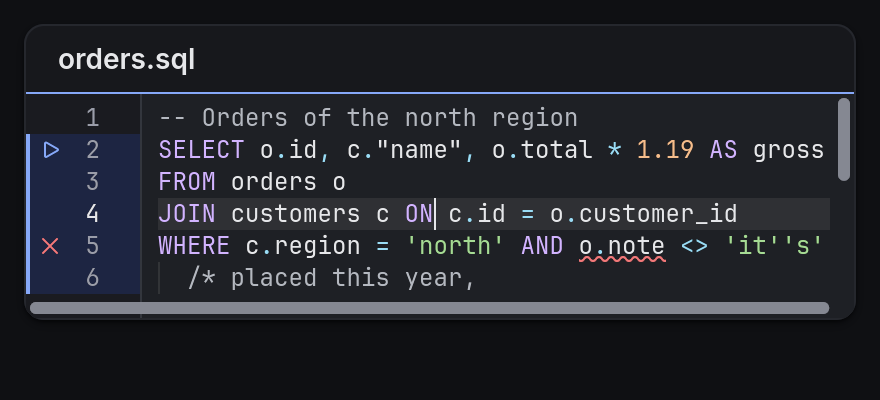 orders.sql
1 -- Orders of the north region
2 SELECT o.id, c."name", o.total * 1.19 AS gross
3 FROM orders o
4 JOIN customers c ON c.id = o.customer_id
5 WHERE c.region = 'north' AND o.note <> 'it''s'
6   /* placed this year,